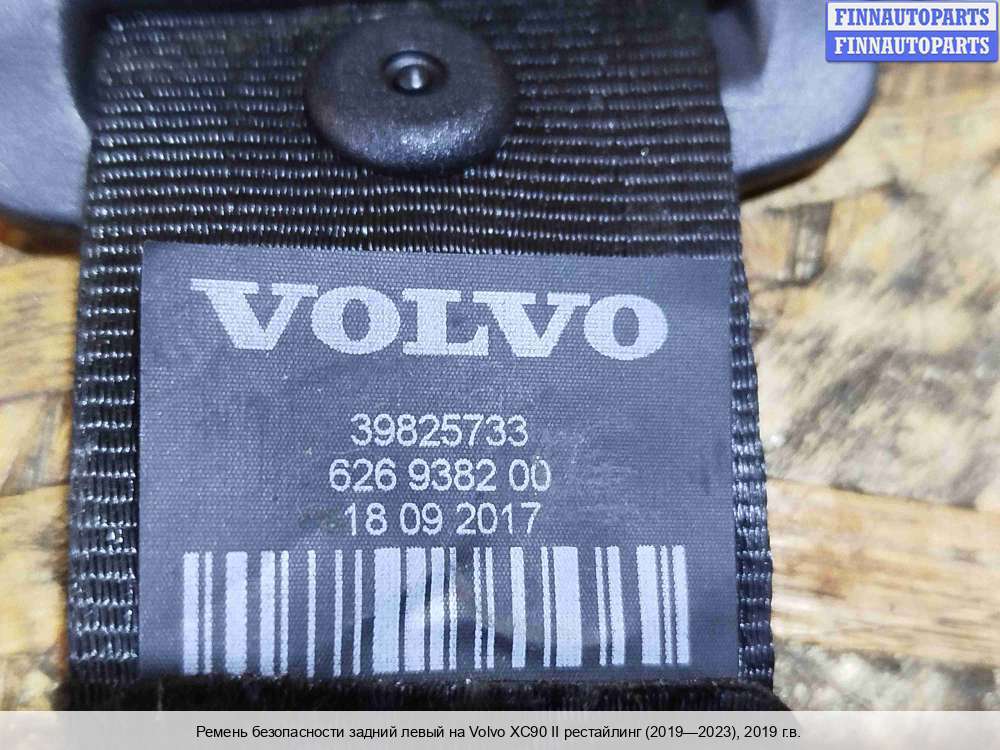 FINNAUTOPARTS
FINNAUTOPARTS
VOLVO
39825733
626 9382 00
18 09 2017
Ремень безопасности задний левый на Volvo XC90 II рестайлинг (2019—2023), 2019 г.в.